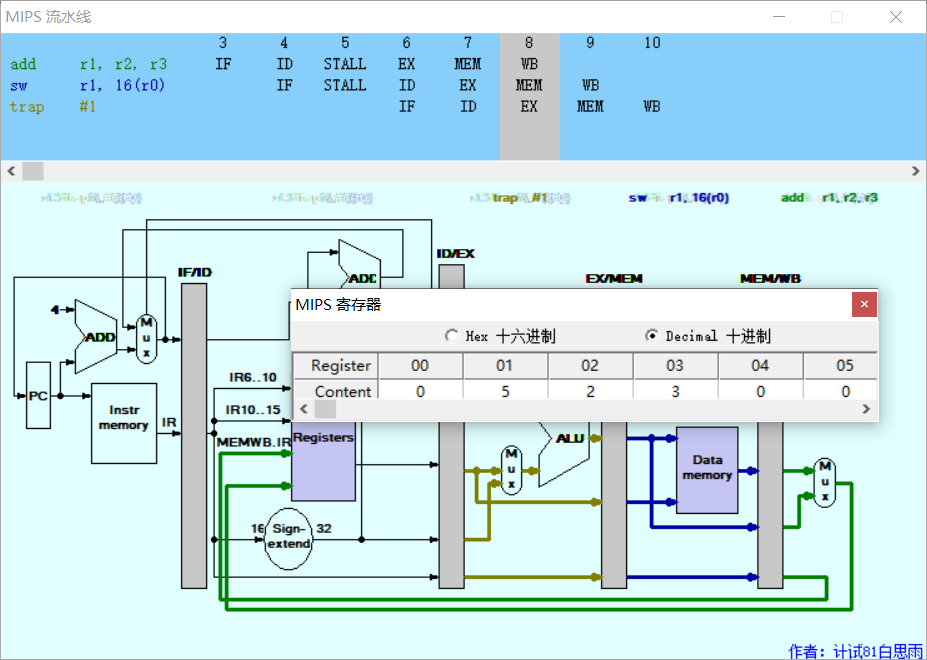 MIPS 流水线
3 4 5 6 7 8 9 10
add r1, r2, r3 IF ID STALL EX MEM WB
sw r1, 16(r0) IF STALL ID EX MEM WB
trap #1 IF ID EX MEM WB
trap #1 sw r1, 16(r0) add r1, r2, r3
ID/EX
IF/ID ADD EX/MEM MEM/WB
MIPS 寄存器
Hex 十六进制 Decimal 十进制
Register 00 01 02 03 04 05
Content 0 5 2 3 0 0
4
ADD
M
u
x
PC
Instr
memory
IR
IR6..10
IR10..15
MEMWB.IR
Registers
16
Sign-
extend
32
M
u
x
ALU
Data
memory
M
u
x
作者：计试81白思雨